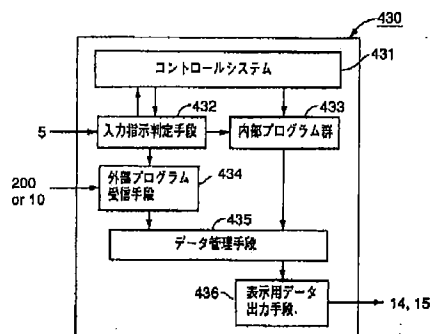 430
コントロールシステム
431
432
433
5
入力指示判定手段
内部プログラム群
200
or 10
外部プログラム
受信手段
434
435
データ管理手段
436
表示用データ
出力手段、
14, 15